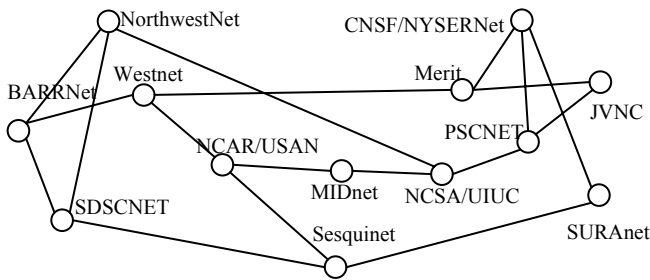 NorthwestNet
CNSF/NYSERNet
Westnet
Merit
BARRNet
JVNC
PSCNET
NCAR/USAN
MIDnet
NCSA/UIUC
SDSCNET
Sesquinet
SURAnet